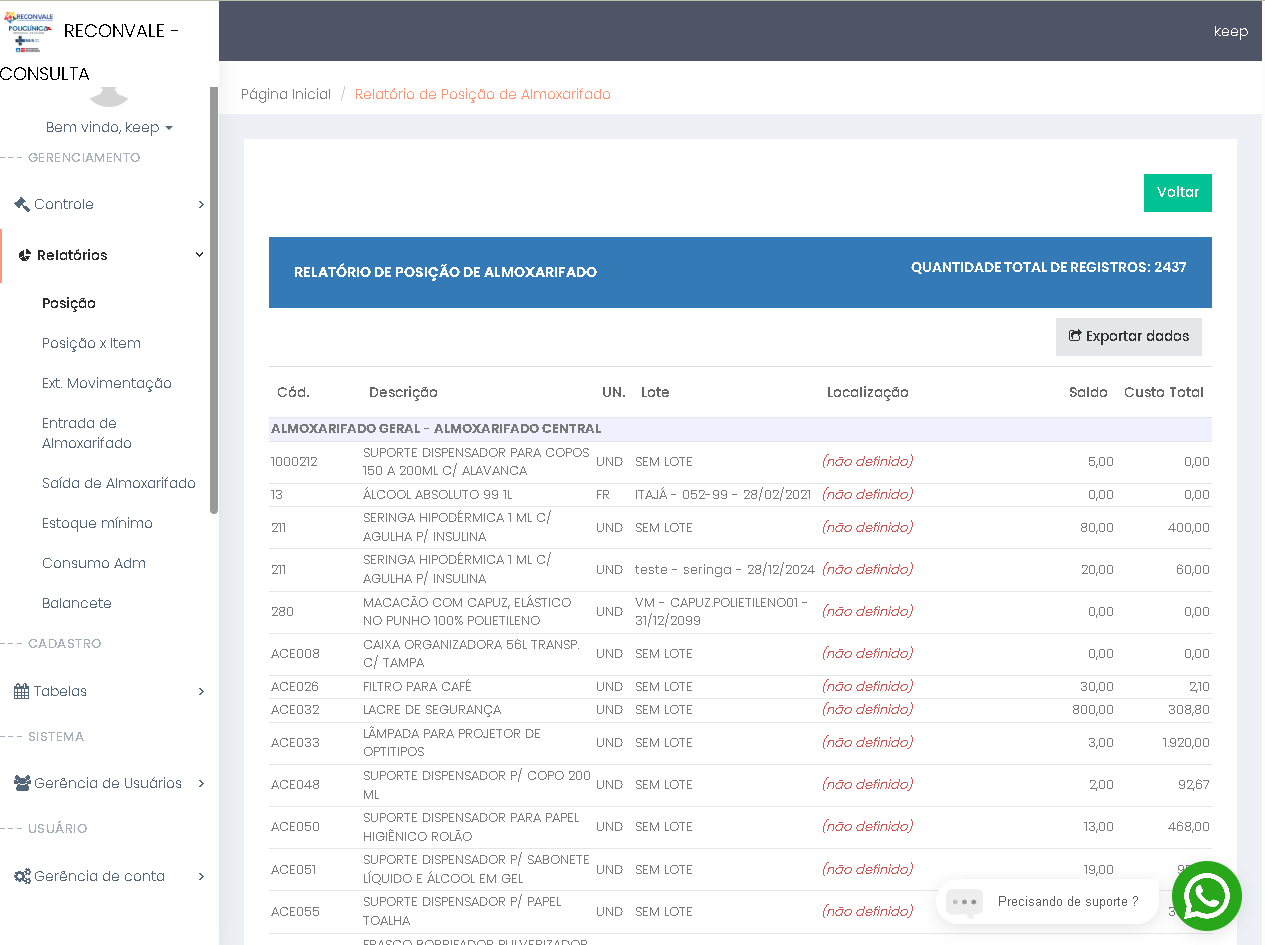 RECONVALE
POLICLÍNICA
RECONVALE -
CONSULTA
keep
Bem vindo, keep
--- GERENCIAMENTO
Controle
Relatórios
Posição
Posição x Item
Ext. Movimentação
Entrada de
Almoxarifado
Saída de Almoxarifado
Estoque mínimo
Consumo Adm
Balancete
--- CADASTRO
Tabelas
--- SISTEMA
Gerência de Usuários
--- USUÁRIO
Gerência de conta
Página Inicial / Relatório de Posição de Almoxarifado
Voltar
RELATÓRIO DE POSIÇÃO DE ALMOXARIFADO
QUANTIDADE TOTAL DE REGISTROS: 2437
Exportar dados
Cód. Descrição UN. Lote Localização Saldo Custo Total
ALMOXARIFADO GERAL - ALMOXARIFADO CENTRAL
1000212 SUPORTE DISPENSADOR PARA COPOS
150 A 200ML C/ ALAVANCA UND SEM LOTE (não definido) 5,00 0,00
13 ÁLCOOL ABSOLUTO 99 1L FR ITAJÁ - 052-99 - 28/02/2021 (não definido) 0,00 0,00
211 SERINGA HIPODÉRMICA 1 ML C/
AGULHA P/ INSULINA UND SEM LOTE (não definido) 80,00 400,00
211 SERINGA HIPODÉRMICA 1 ML C/
AGULHA P/ INSULINA UND teste - seringa - 28/12/2024 (não definido) 20,00 60,00
280 MACACÃO COM CAPUZ, ELÁSTICO
NO PUNHO 100% POLIETILENO UND VM - CAPUZ.POLIETILENO01 -
31/12/2099 (não definido) 0,00 0,00
ACE008 CAIXA ORGANIZADORA 56L TRANSP.
C/ TAMPA UND SEM LOTE (não definido) 0,00 0,00
ACE026 FILTRO PARA CAFÉ UND SEM LOTE (não definido) 30,00 2,10
ACE032 LACRE DE SEGURANÇA UND SEM LOTE (não definido) 800,00 308,80
ACE033 LÂMPADA PARA PROJETOR DE
OPTITIPOS UND SEM LOTE (não definido) 3,00 1.920,00
ACE048 SUPORTE DISPENSADOR P/ COPO 200
ML UND SEM LOTE (não definido) 2,00 92,67
ACE050 SUPORTE DISPENSADOR PARA PAPEL
HIGIÊNICO ROLÃO UND SEM LOTE (não definido) 13,00 468,00
ACE051 SUPORTE DISPENSADOR P/ SABONETE
LÍQUIDO E ÁLCOOL EM GEL UND SEM LOTE (não definido) 19,00
ACE055 SUPORTE DISPENSADOR P/ PAPEL
TOALHA UND SEM LOTE (não definido)
Precisando de suporte ?